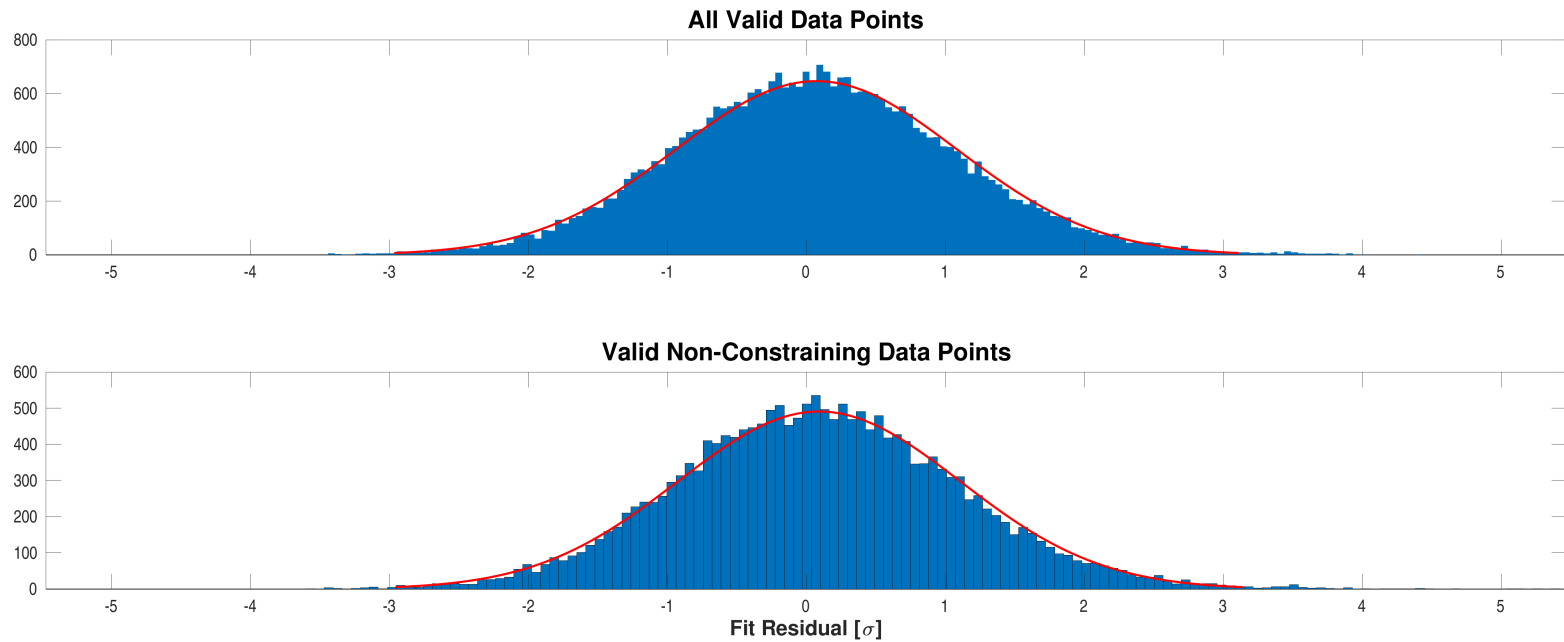 All Valid Data Points
800
600
400
200
0
-5 -4 -3 -2 -1 0 1 2 3 4 5
Valid Non-Constraining Data Points
600
500
400
300
200
100
0
-5 -4 -3 -2 -1 0 1 2 3 4 5
Fit Residual [σ]